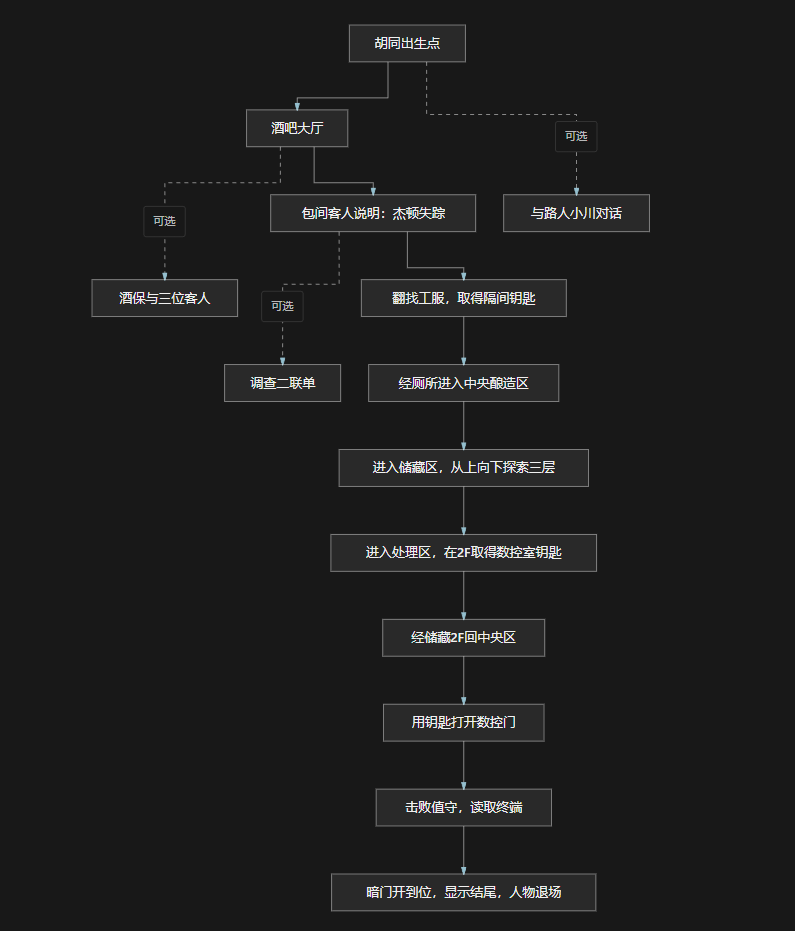 胡同出生点
酒吧大厅
可选
包间客人说明：杰顿失踪
与路人小川对话
可选
酒保与三位客人
可选
翻找工服，取得隔间钥匙
调查二联单
经厕所进入中央酿造区
进入储藏区，从上向下探索三层
进入处理区，在2F取得数控室钥匙
经储藏2F回中央区
用钥匙打开数控门
击败值守，读取终端
暗门开到位，显示结尾，人物退场